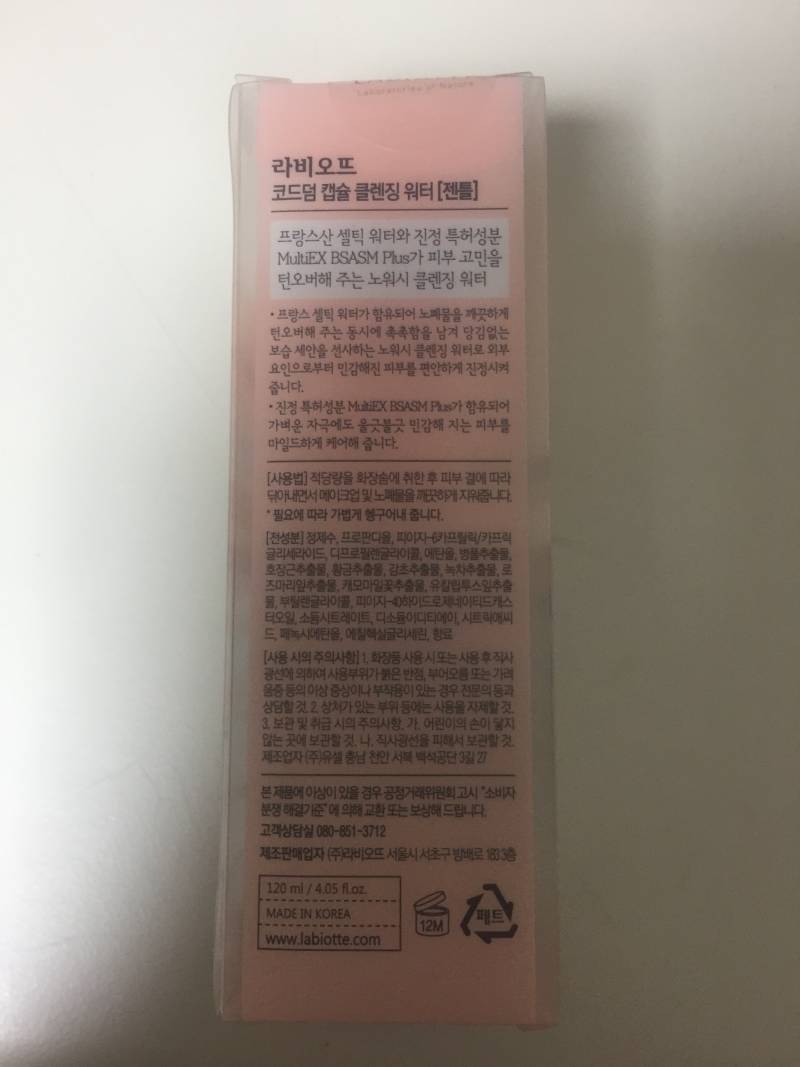 Laboratories of Nature
라비오뜨
코드덤 캡슐 클렌징 워터 [젠틀]
프랑스산 셀틱 워터와 진정 특허성분
MultiEX BSASM Plus가 피부 고민을
턴오버해 주는 노워시 클렌징 워터
• 프랑스 셀틱 워터가 함유되어 노폐물을 깨끗하게
턴오버해 주는 동시에 촉촉함을 남겨 당김없는
보습 세안을 선사하는 노워시 클렌징 워터로 외부
요인으로부터 민감해진 피부를 편안하게 진정시켜
줍니다.
• 진정 특허성분 MultiEX BSASM Plus가 함유되어
가벼운 자극에도 울긋불긋 민감해 지는 피부를
마일드하게 케어해 줍니다.
[사용법] 적당량을 화장솜에 취한 후 피부 결에 따라
닦아내면서 메이크업 및 노폐물을 깨끗하게 지워줍니다.
* 필요에 따라 가볍게 헹구어내 줍니다.
[전성분] 정제수, 프로판디올, 피이지-6카프릴릭/카프릭
글리세라이드, 디프로필렌글라이콜, 에탄올, 병풀추출물,
호장근추출물, 황금추출물, 감초추출물, 녹차추출물, 로
즈마리잎추출물, 캐모마일꽃추출물, 유칼립투스잎추출
물, 부틸렌글라이콜, 피이지-40하이드로제네이티드캐스
터오일, 소듐시트레이트, 디소듐이디티에이, 시트릭애씨
드, 페녹시에탄올, 에칠헥실글리세린, 향료
[사용 시의 주의사항] 1. 화장품 사용 시 또는 사용 후 직사
광선에 의하여 사용부위가 붉은 반점, 부어오름 또는 가려
움증 등의 이상 증상이나 부작용이 있는 경우 전문의 등과
상담할 것. 2. 상처가 있는 부위 등에는 사용을 자제할 것.
3. 보관 및 취급 시의 주의사항. 가. 어린이의 손이 닿지
않는 곳에 보관할 것. 나. 직사광선을 피해서 보관할 것.
제조업자 (주)유셀 충남 천안 서북 백석공단 3길 27
본 제품에 이상이 있을 경우 공정거래위원회 고시 "소비자
분쟁 해결기준"에 의해 교환 또는 보상해 드립니다.
고객상담실 080-851-3712
제조판매업자 (주)라비오뜨 서울시 서초구 방배로 183 3층
120 ml / 4.05 fl.oz.
MADE IN KOREA
www.labiotte.com
12M
페트